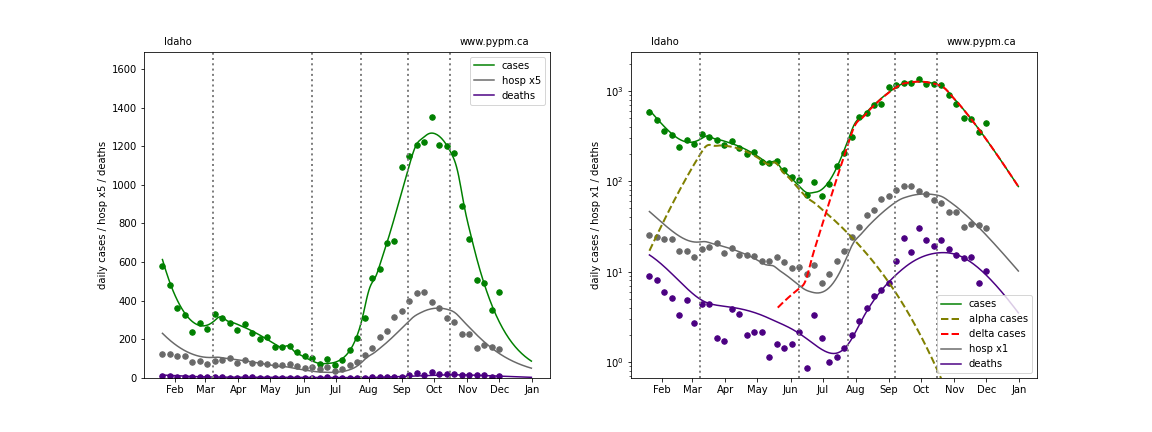 Idaho www.pypm.ca
daily cases / hosp x5 / deaths
1600
1400
1200
1000
800
600
400
200
0
Feb Mar Apr May Jun Jul Aug Sep Oct Nov Dec Jan
cases
hosp x5
deaths
Idaho www.pypm.ca
daily cases / hosp x1 / deaths
10³
10²
10¹
10⁰
Feb Mar Apr May Jun Jul Aug Sep Oct Nov Dec Jan
cases
alpha cases
delta cases
hosp x1
deaths